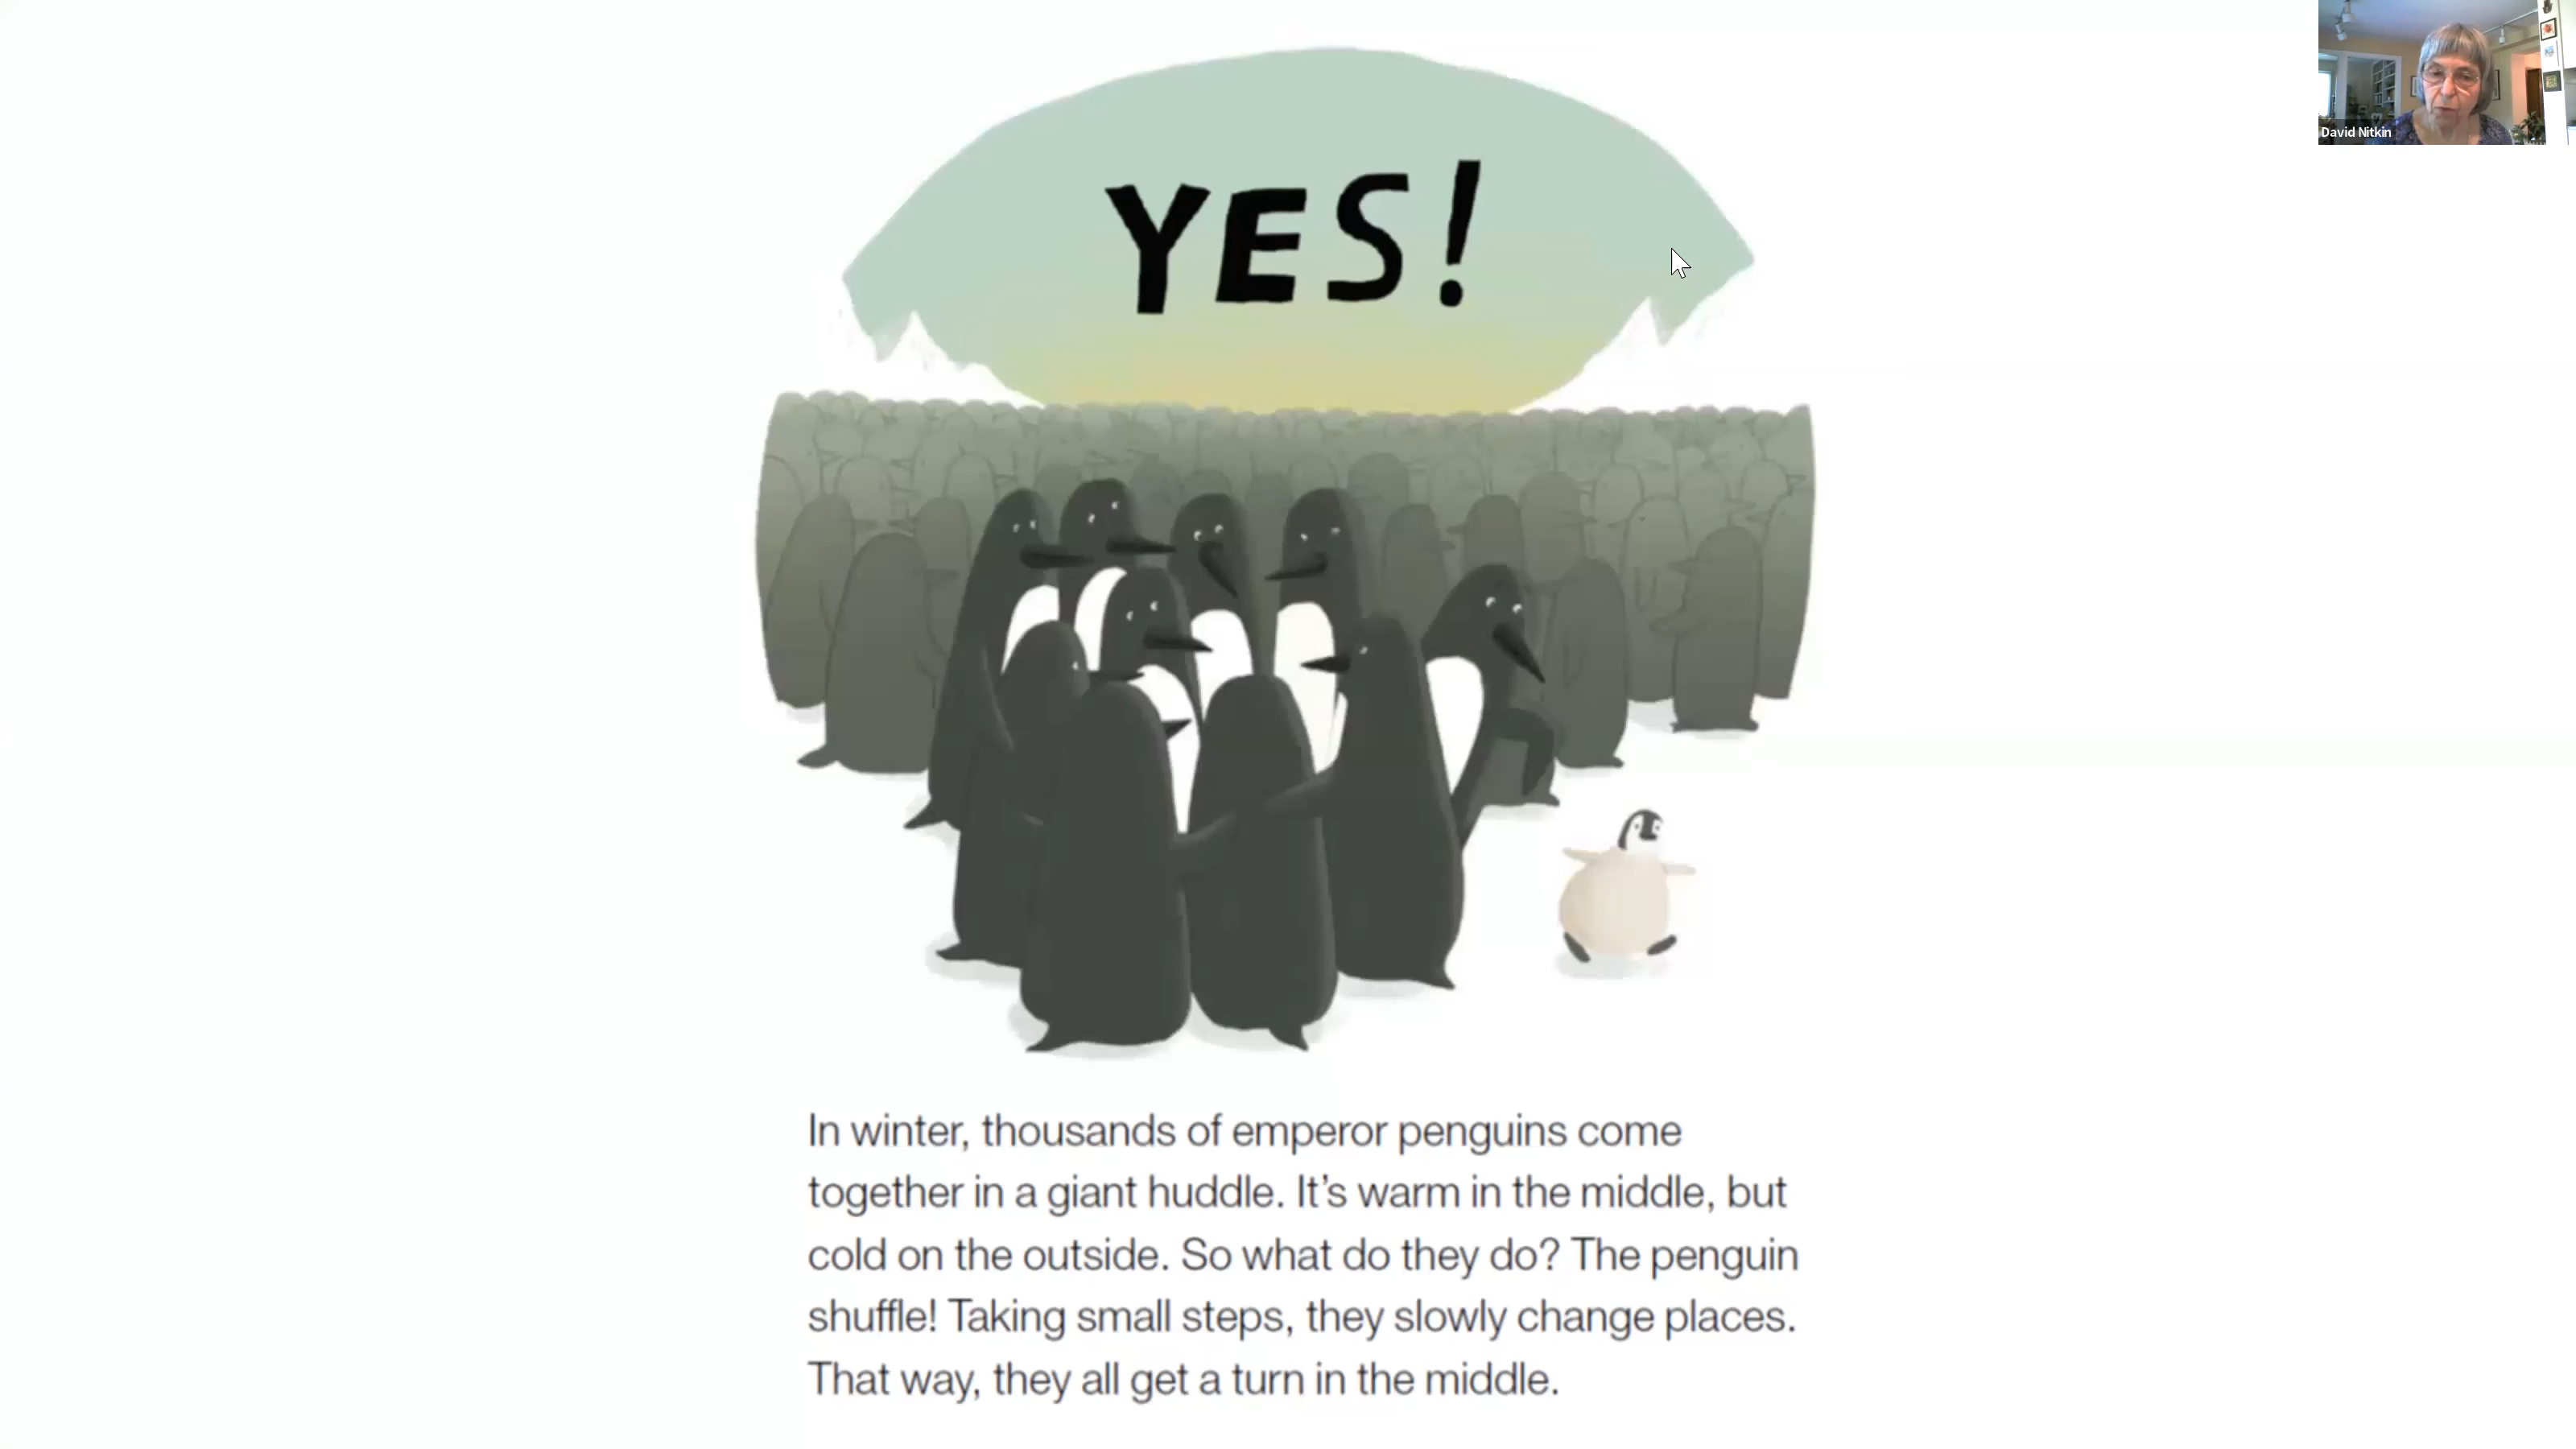 David Nitkin
YES!
In winter, thousands of emperor penguins come
together in a giant huddle. It's warm in the middle, but
cold on the outside. So what do they do? The penguin
shuffle! Taking small steps, they slowly change places.
That way, they all get a turn in the middle.